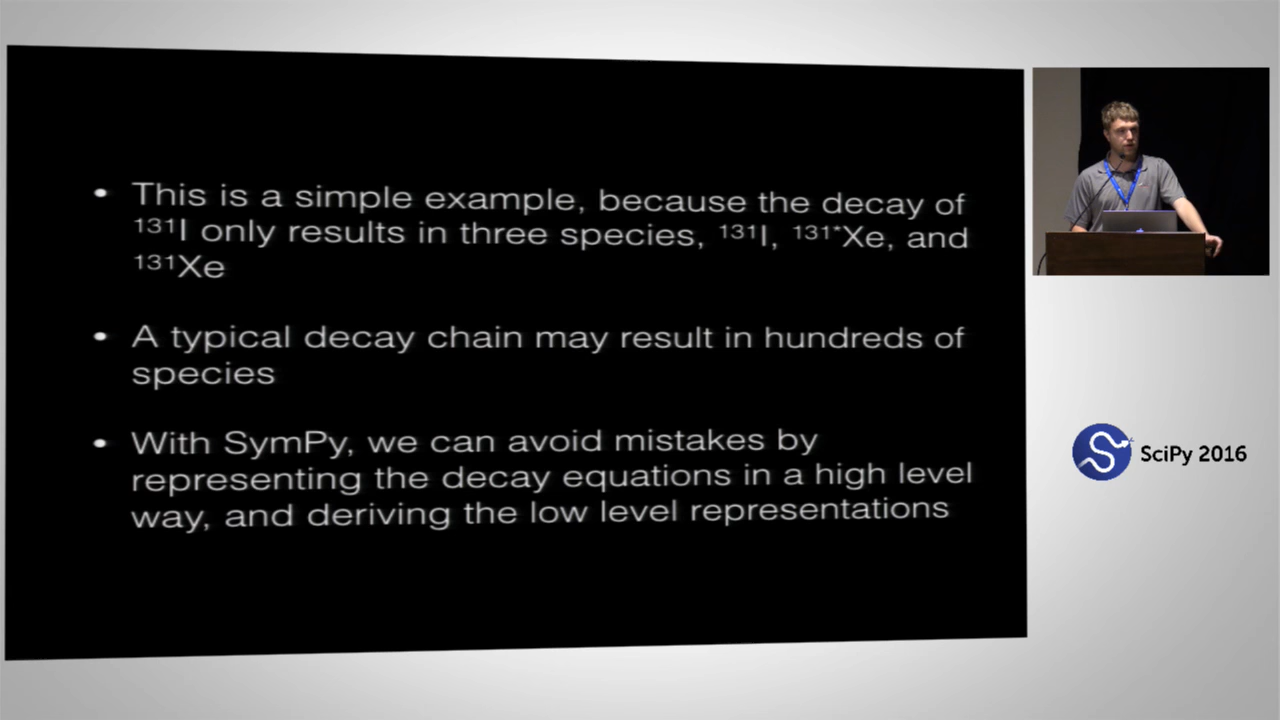 • This is a simple example, because the decay of
¹³¹I only results in three species, ¹³¹I, ¹³¹*Xe, and
¹³¹Xe
• A typical decay chain may result in hundreds of
species
• With SymPy, we can avoid mistakes by
representing the decay equations in a high level
way, and deriving the low level representations
SciPy 2016